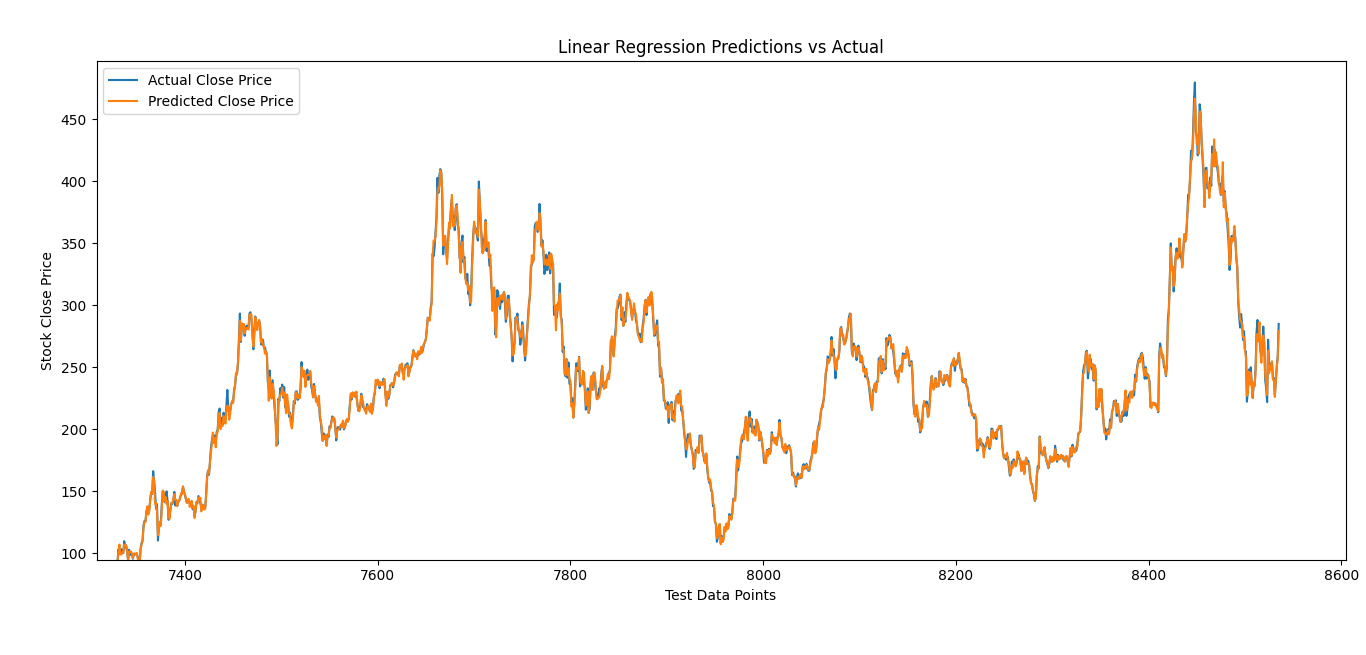 Linear Regression Predictions vs Actual
Actual Close Price
Predicted Close Price
Stock Close Price
450
400
350
300
250
200
150
100
7400 7600 7800 8000 8200 8400 8600
Test Data Points